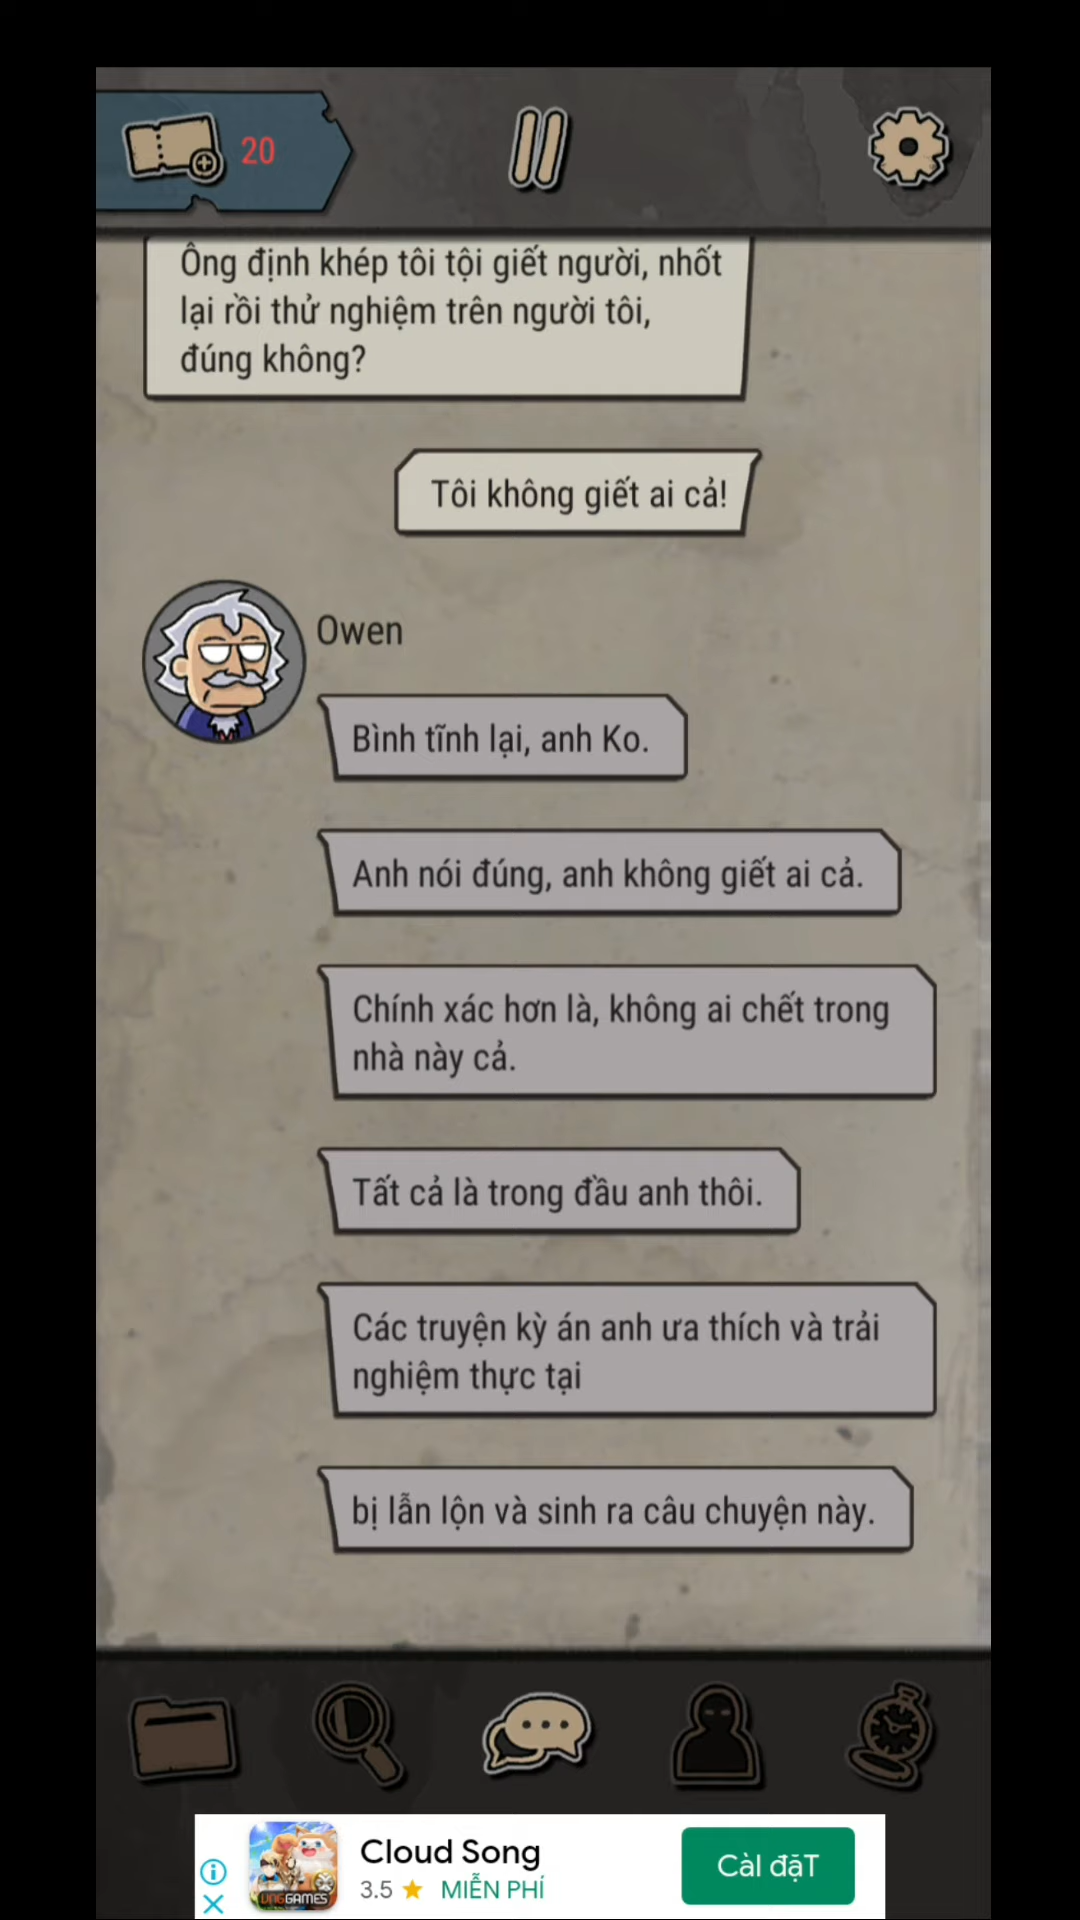 20
Ông định khép tôi tội giết người, nhốt
lại rồi thử nghiệm trên người tôi,
đúng không?
Tôi không giết ai cả!
Owen
Bình tĩnh lại, anh Ko.
Anh nói đúng, anh không giết ai cả.
Chính xác hơn là, không ai chết trong
nhà này cả.
Tất cả là trong đầu anh thôi.
Các truyện kỳ án anh ưa thích và trải
nghiệm thực tại
bị lẫn lộn và sinh ra câu chuyện này.
Cloud Song
3.5 ★ MIỄN PHÍ
Cài đặT
VNGGAMES